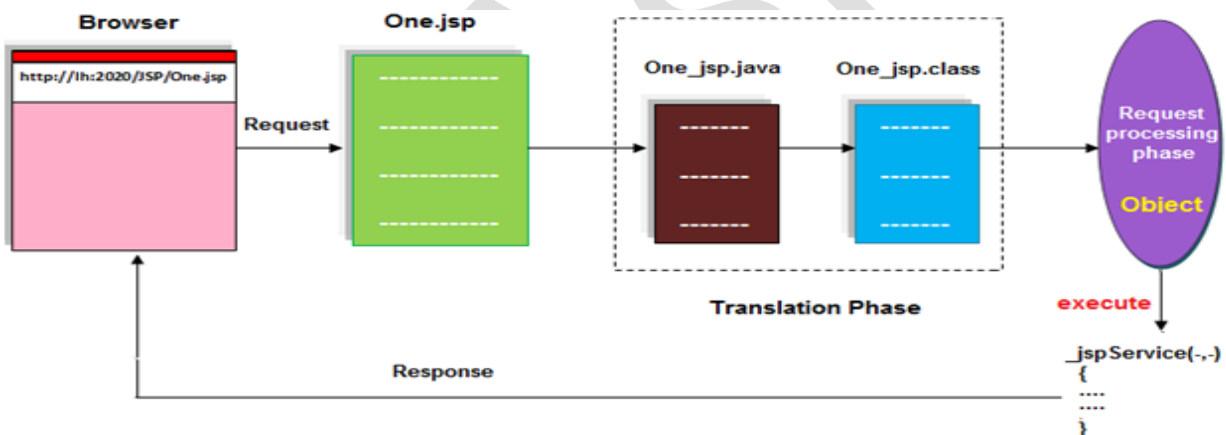 Browser
One.jsp
http://lh:2020/JSP/One.jsp
One_jsp.java
One_jsp.class
Request
Request
processing
phase
Object
Translation Phase
execute
_jspService(-,-)
{
....
....
}
Response